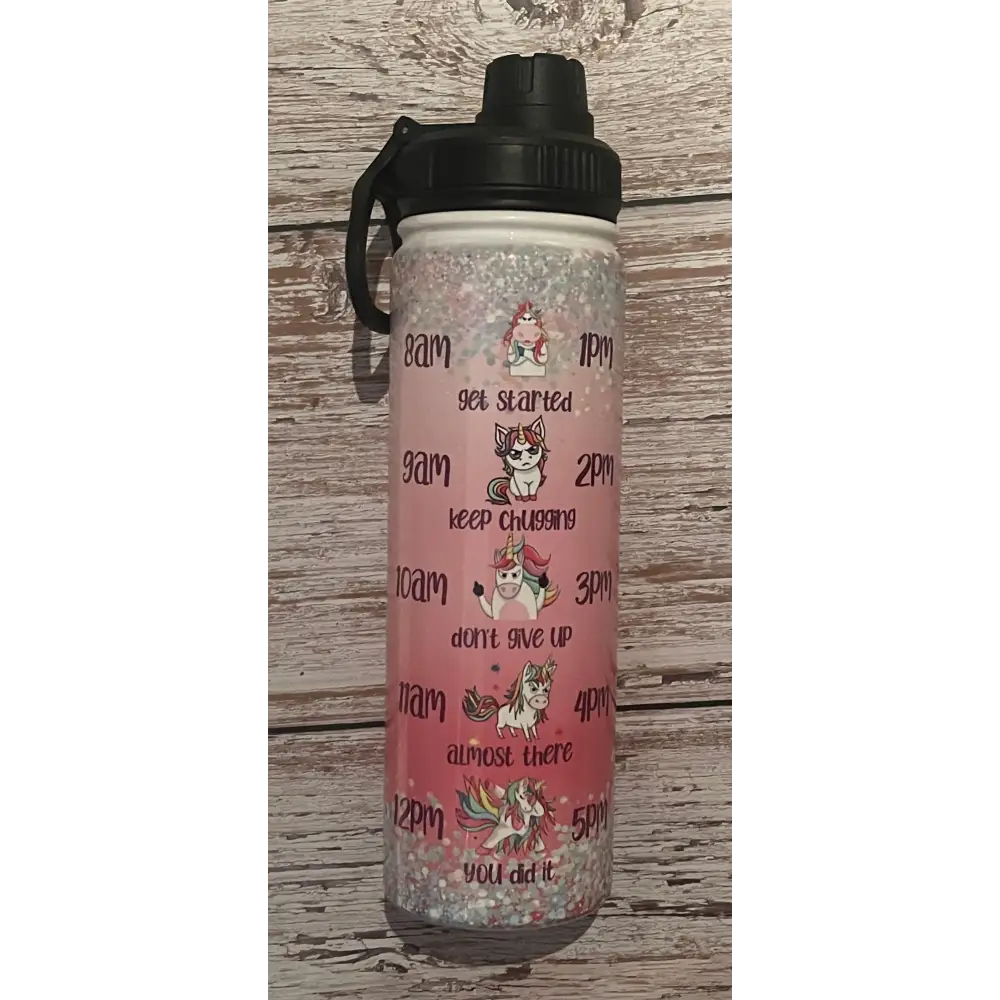 8am 1pm
get started
9am 2pm
keep chugging
10am 3pm
don't give up
11am 4pm
almost there
12pm 5pm
you did it